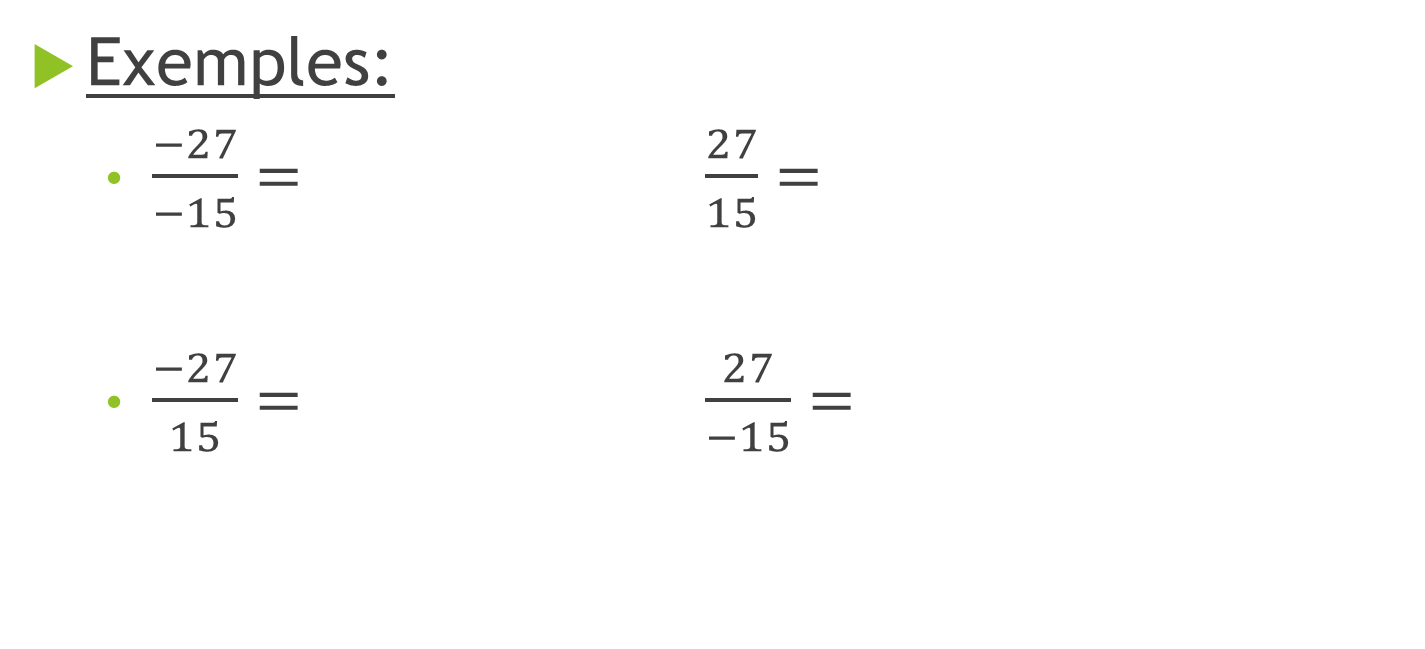 Exemples:
−27/−15 = 27/15 =
−27/15 = 27/−15 =